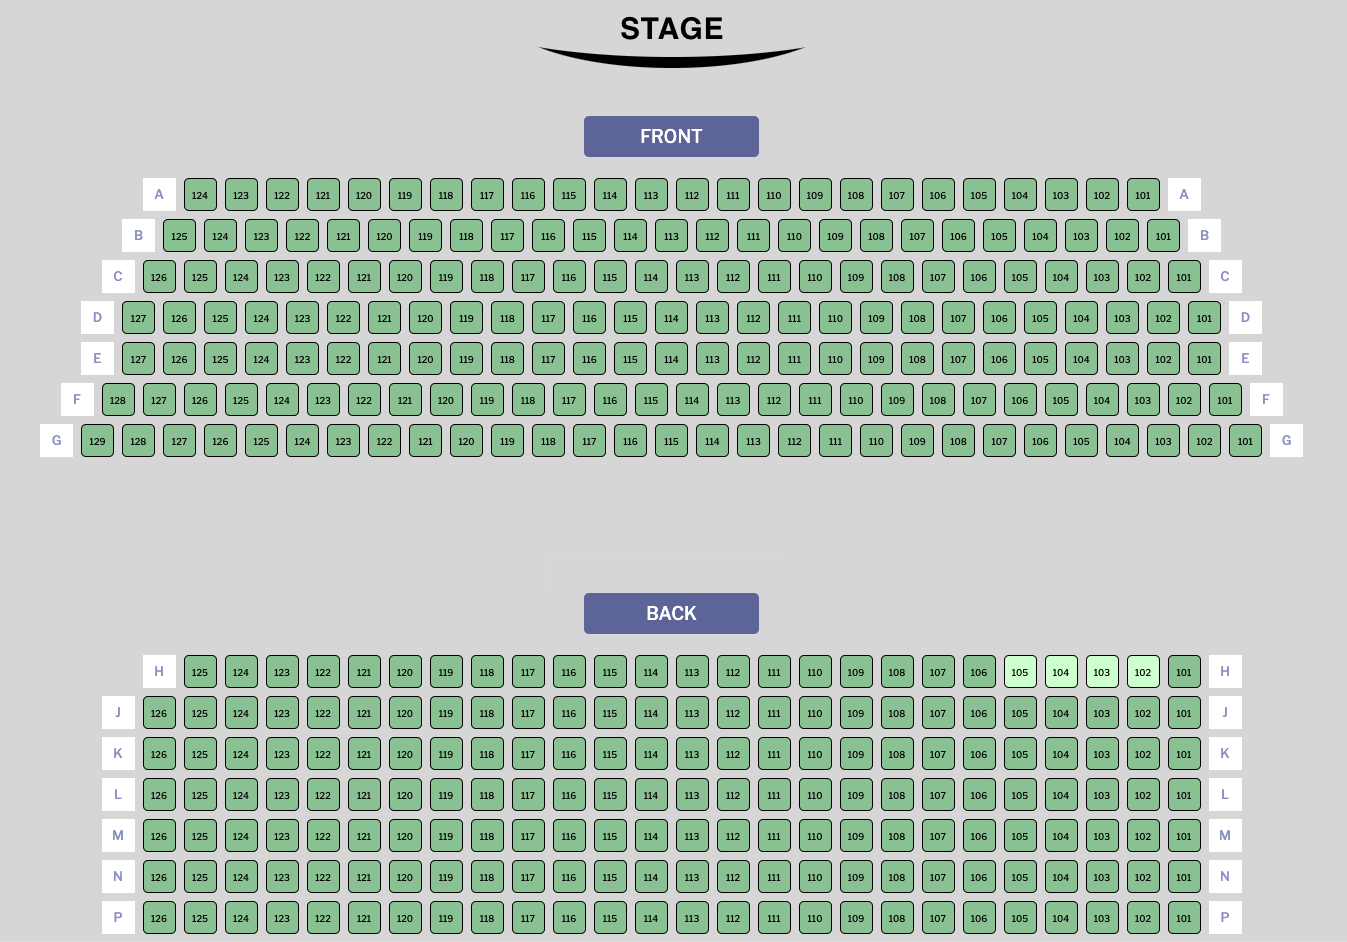 STAGE
FRONT
A 124 123 122 121 120 119 118 117 116 115 114 113 112 111 110 109 108 107 106 105 104 103 102 101 A
B 125 124 123 122 121 120 119 118 117 116 115 114 113 112 111 110 109 108 107 106 105 104 103 102 101 B
C 126 125 124 123 122 121 120 119 118 117 116 115 114 113 112 111 110 109 108 107 106 105 104 103 102 101 C
D 127 126 125 124 123 122 121 120 119 118 117 116 115 114 113 112 111 110 109 108 107 106 105 104 103 102 101 D
E 127 126 125 124 123 122 121 120 119 118 117 116 115 114 113 112 111 110 109 108 107 106 105 104 103 102 101 E
F 128 127 126 125 124 123 122 121 120 119 118 117 116 115 114 113 112 111 110 109 108 107 106 105 104 103 102 101 F
G 129 128 127 126 125 124 123 122 121 120 119 118 117 116 115 114 113 112 111 110 109 108 107 106 105 104 103 102 101 G
BACK
H 125 124 123 122 121 120 119 118 117 116 115 114 113 112 111 110 109 108 107 106 105 104 103 102 101 H
J 126 125 124 123 122 121 120 119 118 117 116 115 114 113 112 111 110 109 108 107 106 105 104 103 102 101 J
K 126 125 124 123 122 121 120 119 118 117 116 115 114 113 112 111 110 109 108 107 106 105 104 103 102 101 K
L 126 125 124 123 122 121 120 119 118 117 116 115 114 113 112 111 110 109 108 107 106 105 104 103 102 101 L
M 126 125 124 123 122 121 120 119 118 117 116 115 114 113 112 111 110 109 108 107 106 105 104 103 102 101 M
N 126 125 124 123 122 121 120 119 118 117 116 115 114 113 112 111 110 109 108 107 106 105 104 103 102 101 N
P 126 125 124 123 122 121 120 119 118 117 116 115 114 113 112 111 110 109 108 107 106 105 104 103 102 101 P